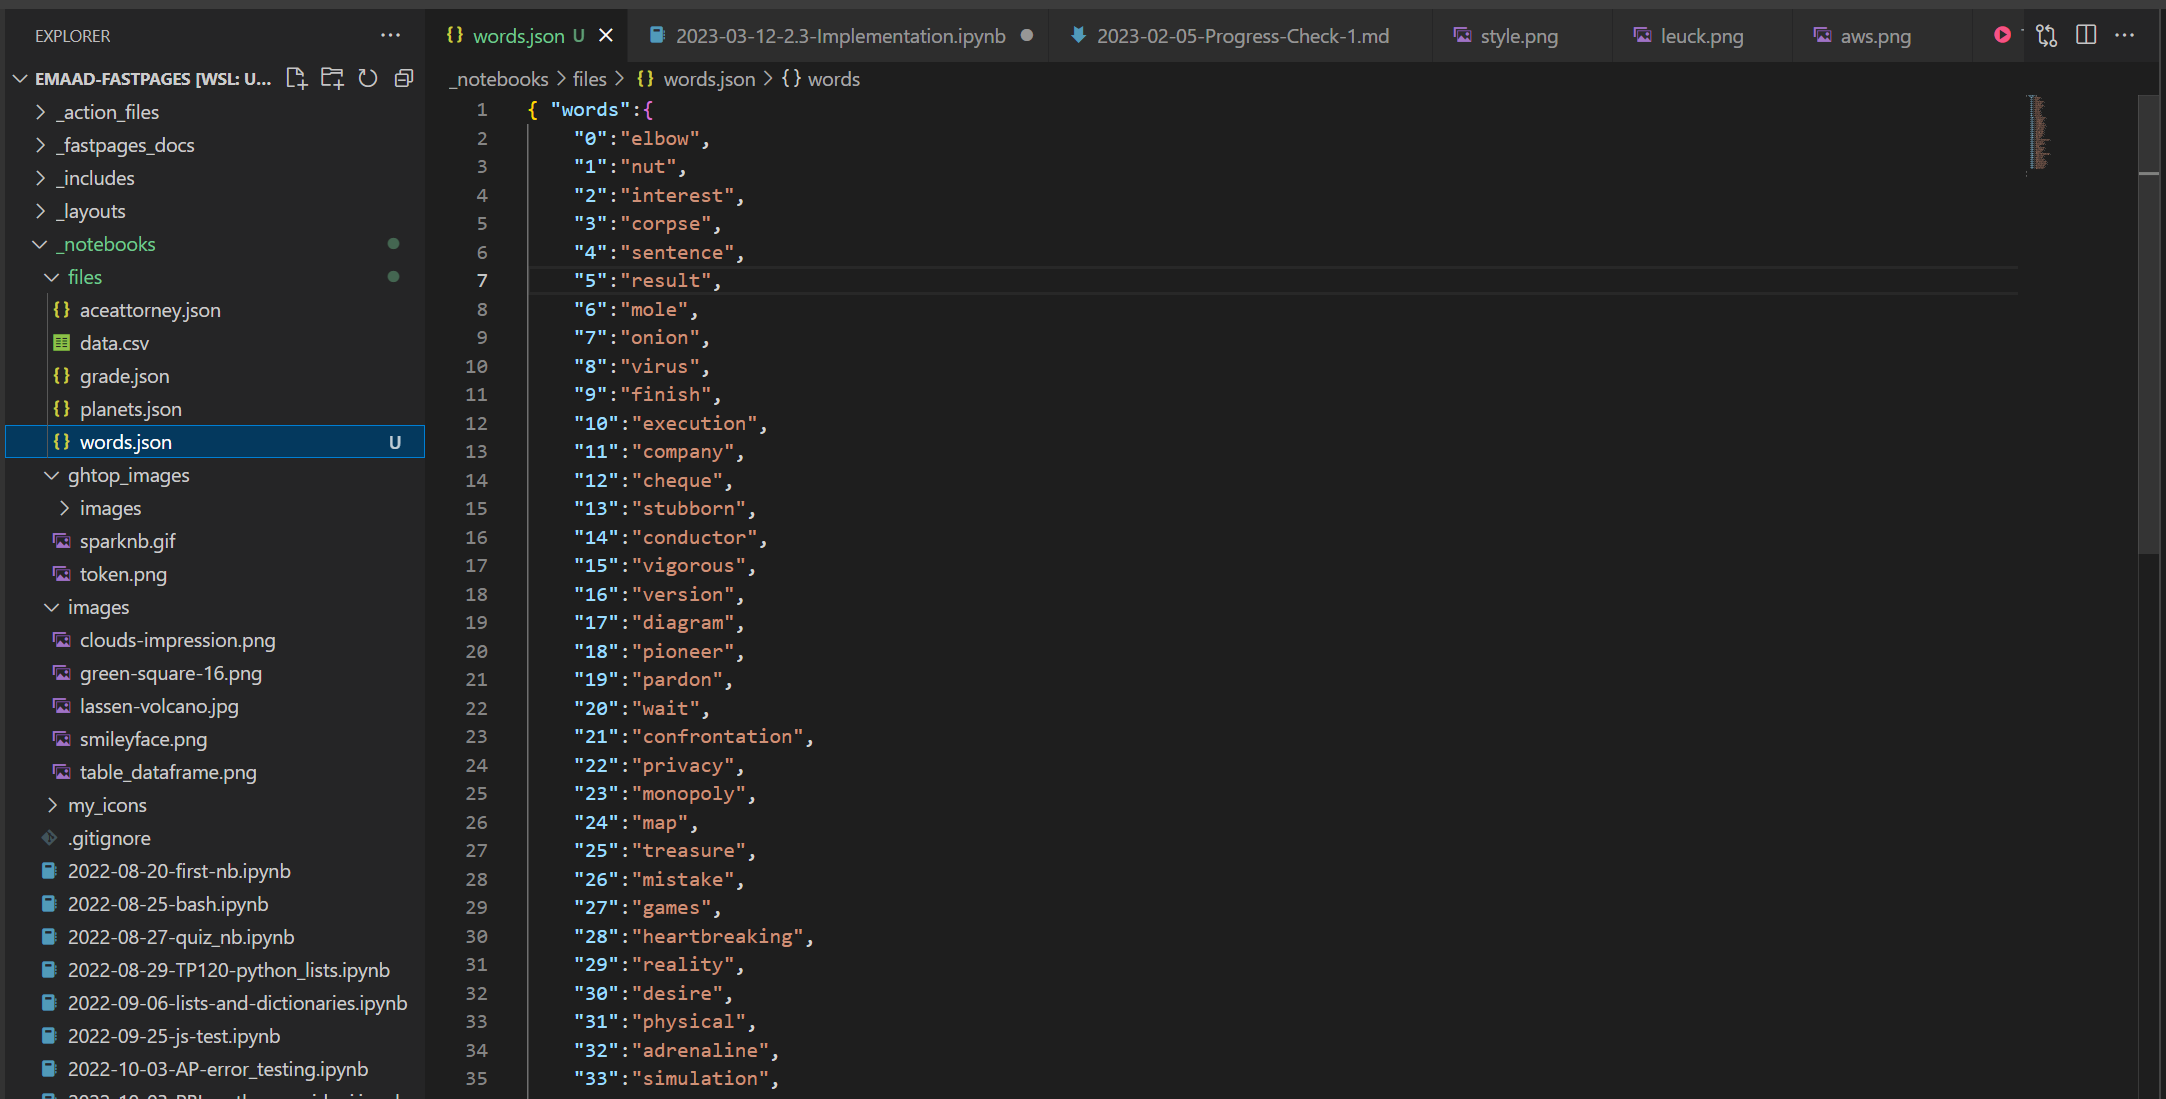 EXPLORER
words.json U
2023-03-12-2.3-Implementation.ipynb
2023-02-05-Progress-Check-1.md
style.png
leuck.png
aws.png
EMAAD-FASTPAGES [WSL: U...
_action_files
_fastpages_docs
_includes
_layouts
_notebooks
files
aceattorney.json
data.csv
grade.json
planets.json
words.json U
ghtop_images
images
sparknb.gif
token.png
images
clouds-impression.png
green-square-16.png
lassen-volcano.jpg
smileyface.png
table_dataframe.png
my_icons
.gitignore
2022-08-20-first-nb.ipynb
2022-08-25-bash.ipynb
2022-08-27-quiz_nb.ipynb
2022-08-29-TP120-python_lists.ipynb
2022-09-06-lists-and-dictionaries.ipynb
2022-09-25-js-test.ipynb
2022-10-03-AP-error_testing.ipynb
_notebooks > files > {} words.json > {} words
1 { "words":{
2 "0":"elbow",
3 "1":"nut",
4 "2":"interest",
5 "3":"corpse",
6 "4":"sentence",
7 "5":"result",
8 "6":"mole",
9 "7":"onion",
10 "8":"virus",
11 "9":"finish",
12 "10":"execution",
13 "11":"company",
14 "12":"cheque",
15 "13":"stubborn",
16 "14":"conductor",
17 "15":"vigorous",
18 "16":"version",
19 "17":"diagram",
20 "18":"pioneer",
21 "19":"pardon",
22 "20":"wait",
23 "21":"confrontation",
24 "22":"privacy",
25 "23":"monopoly",
26 "24":"map",
27 "25":"treasure",
28 "26":"mistake",
29 "27":"games",
30 "28":"heartbreaking",
31 "29":"reality",
32 "30":"desire",
33 "31":"physical",
34 "32":"adrenaline",
35 "33":"simulation",